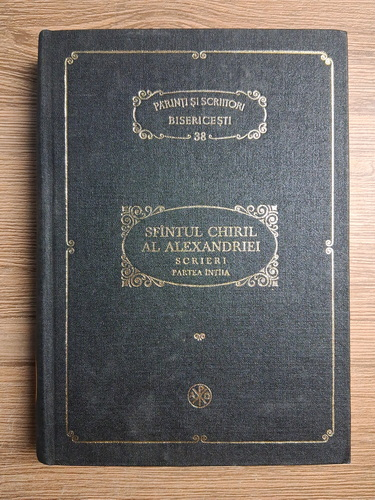 PĂRINȚI ȘI SCRIITORI
BISERICEȘTI
38
SFÎNTUL CHIRIL
AL ALEXANDRIEI
SCRIERI
PARTEA ÎNTÎIA